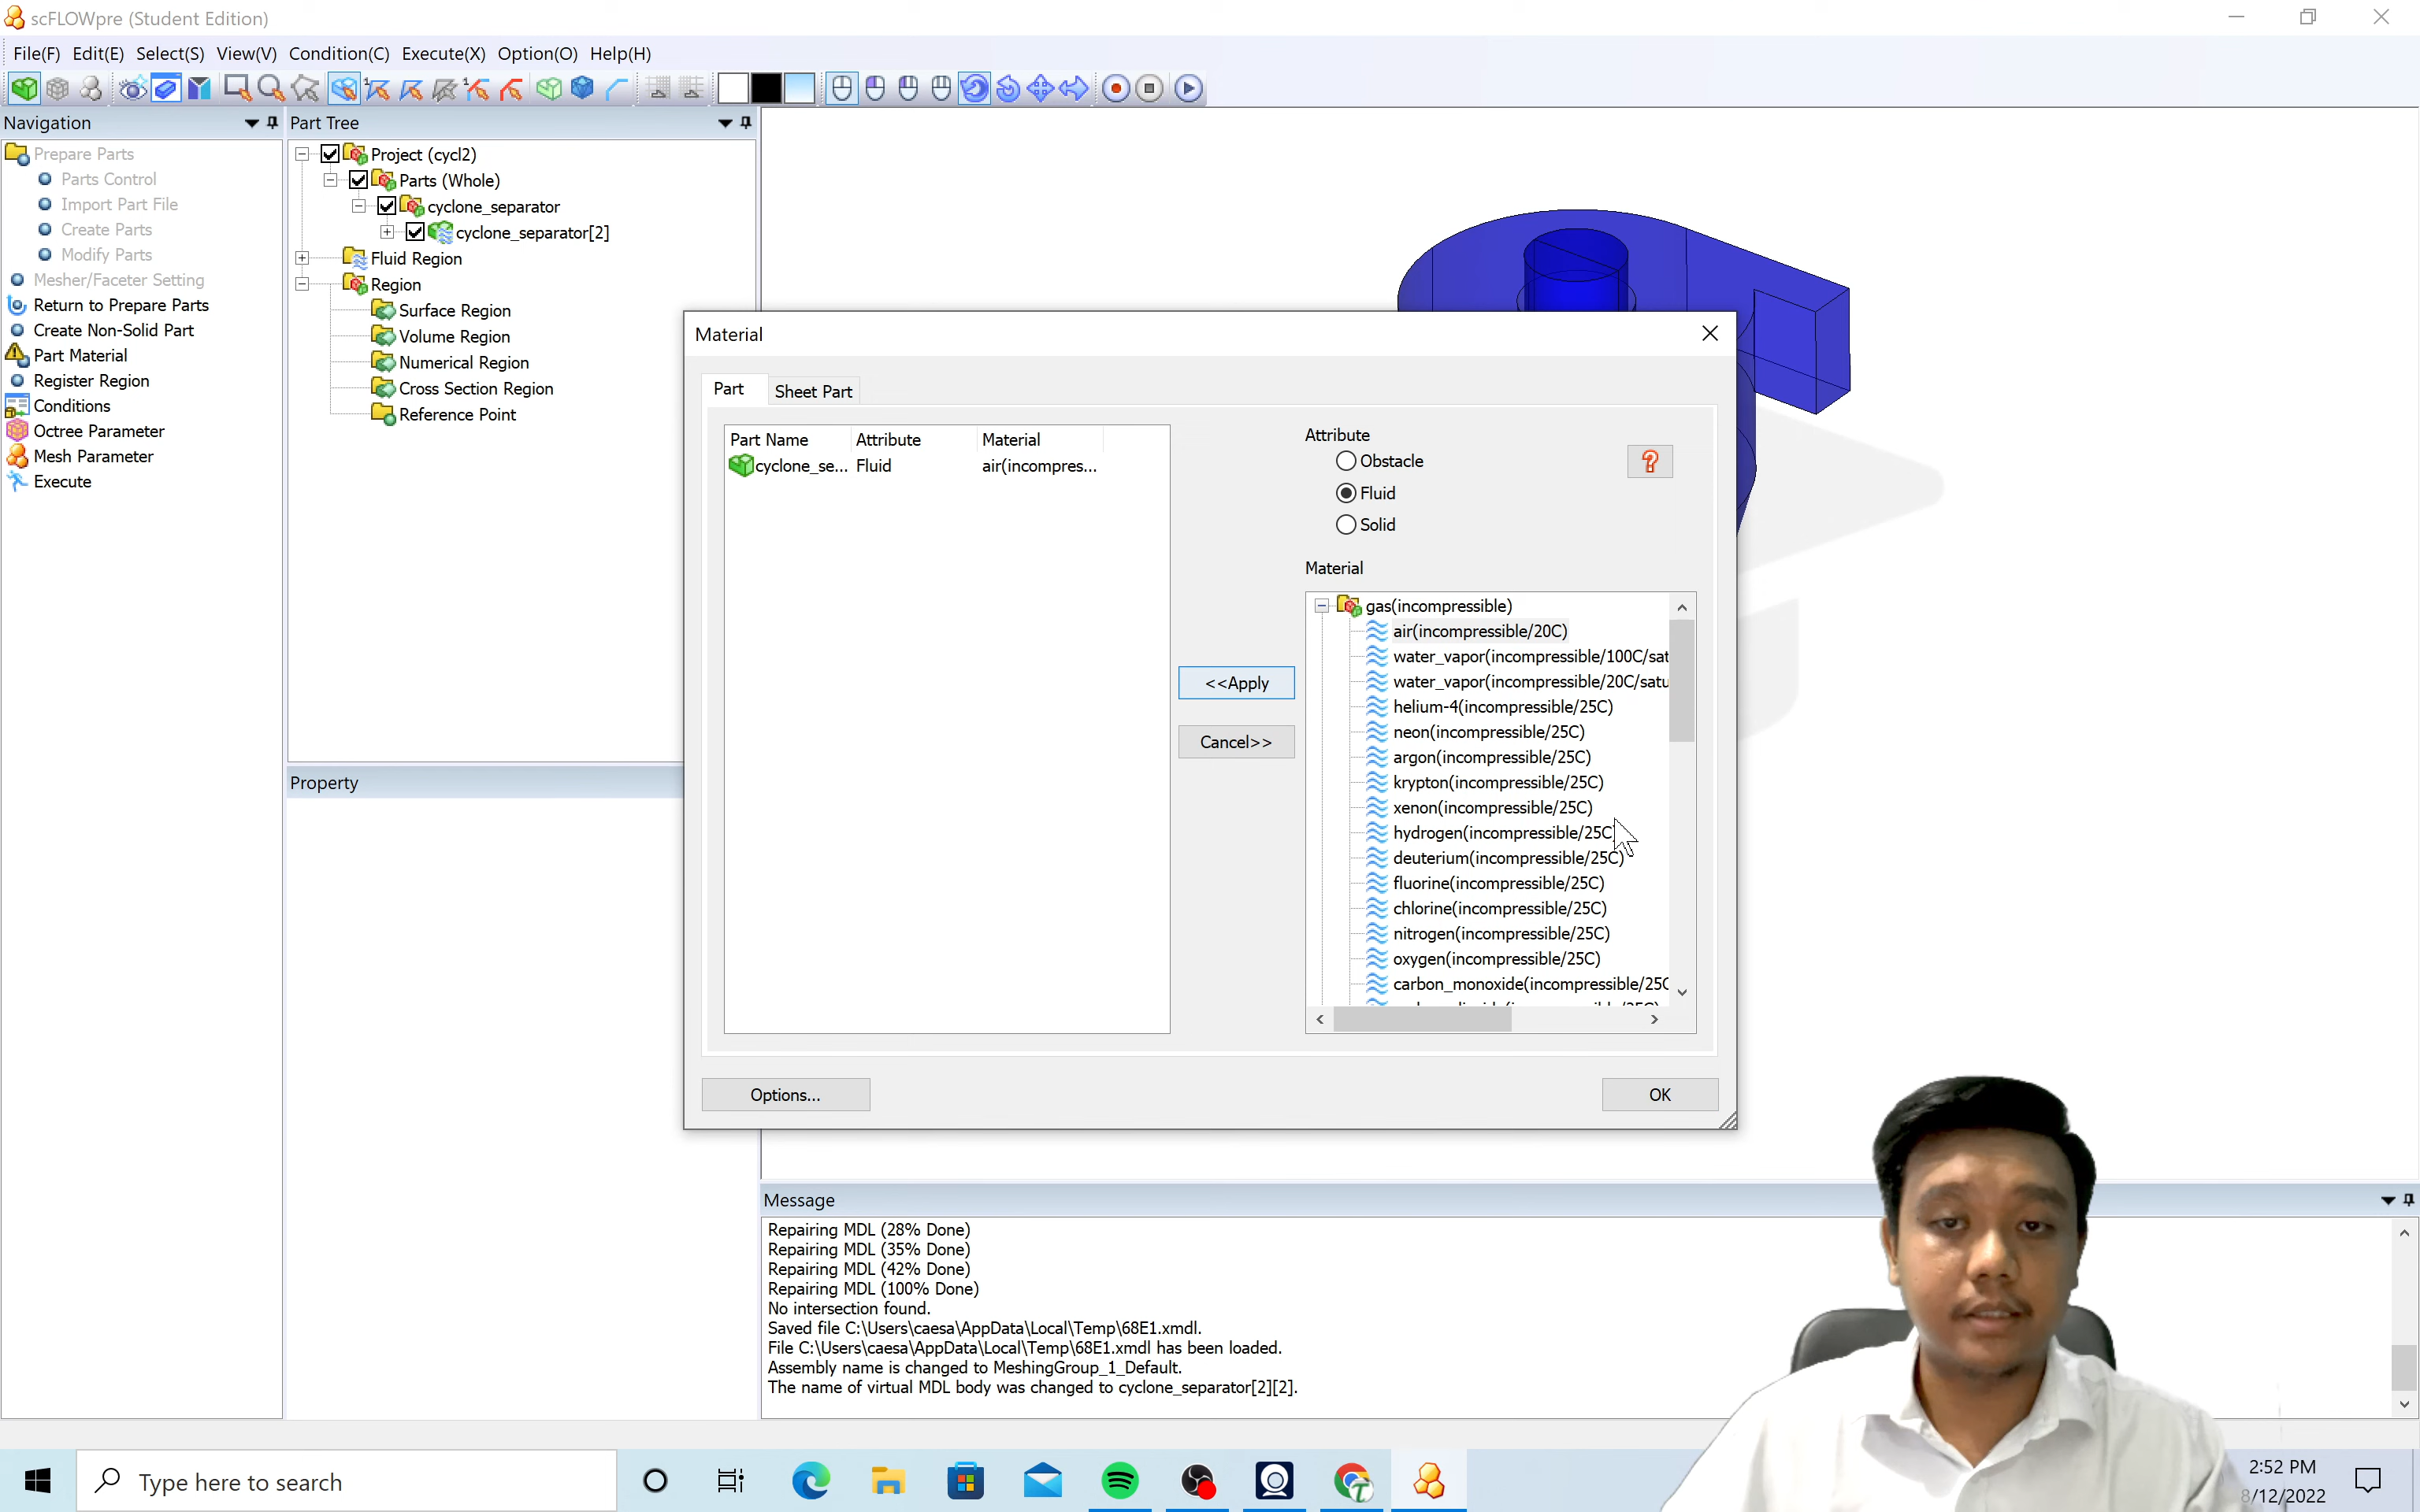 scFLOWpre (Student Edition)
File(F) Edit(E) Select(S) View(V) Condition(C) Execute(X) Option(O) Help(H)
Navigation
Prepare Parts
Parts Control
Import Part File
Create Parts
Modify Parts
Mesher/Faceter Setting
Return to Prepare Parts
Create Non-Solid Part
Part Material
Register Region
Conditions
Octree Parameter
Mesh Parameter
Execute
Part Tree
Project (cycl2)
Parts (Whole)
cyclone_separator
cyclone_separator[2]
Fluid Region
Region
Surface Region
Volume Region
Numerical Region
Cross Section Region
Reference Point
Property
Material
Part Sheet Part
Part Name Attribute Material
cyclone_se... Fluid air(incompres...
<<Apply
Cancel>>
Attribute
Obstacle
Fluid
Solid
?
Material
gas(incompressible)
air(incompressible/20C)
water_vapor(incompressible/100C/sat
water_vapor(incompressible/20C/satu
helium-4(incompressible/25C)
neon(incompressible/25C)
argon(incompressible/25C)
krypton(incompressible/25C)
xenon(incompressible/25C)
hydrogen(incompressible/25C
deuterium(incompressible/25C)
fluorine(incompressible/25C)
chlorine(incompressible/25C)
nitrogen(incompressible/25C)
oxygen(incompressible/25C)
carbon_monoxide(incompressible/25C
Options...
OK
Message
Repairing MDL (28% Done)
Repairing MDL (35% Done)
Repairing MDL (42% Done)
Repairing MDL (100% Done)
No intersection found.
Saved file C:\Users\caesa\AppData\Local\Temp\68E1.xmdl.
File C:\Users\caesa\AppData\Local\Temp\68E1.xmdl has been loaded.
Assembly name is changed to MeshingGroup_1_Default.
The name of virtual MDL body was changed to cyclone_separator[2][2].
Type here to search
2:52 PM
8/12/2022